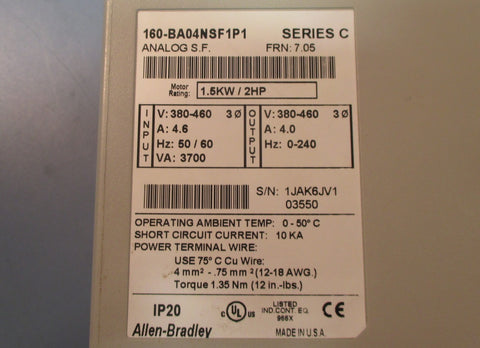 160-BA04NSF1P1 SERIES C
ANALOG S.F. FRN: 7.05
Motor Rating: 1.5KW / 2HP
INPUT V: 380-460 3Ø OUTPUT V: 380-460 3Ø
A: 4.6 A: 4.0
Hz: 50 / 60 Hz: 0-240
VA: 3700
S/N: 1JAK6JV1
03550
OPERATING AMBIENT TEMP: 0 - 50° C
SHORT CIRCUIT CURRENT: 10 KA
POWER TERMINAL WIRE:
USE 75° C Cu Wire:
4 mm² - .75 mm² (12-18 AWG.)
Torque 1.35 Nm (12 in.-lbs.)
IP20 C UL US LISTED CE
IND.CONT. EQ.
966X
Allen-Bradley MADE IN U.S.A.